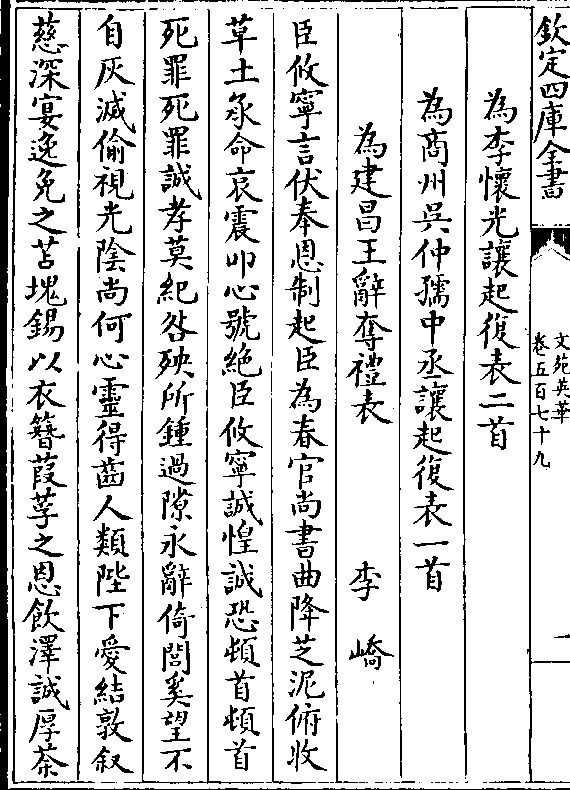 欽定四庫全書
文苑英華
卷五百七十九
一
為李懷光讓起復表二首
為商州吳仲孺中丞讓起復表一首
為建昌王辭奪禮表 李嶠
臣攸寧言伏奉恩制起臣為春官尚書曲降芝泥俯收
草土承命哀震叩心號絶臣攸寧誠惶誠恐頓首頓首
死罪死罪誠孝莫紀咎殃所鍾過隙永辭倚閭奚望不
自灰滅偷視光陰尚何心靈得齒人類陛下愛結敦叙
慈深宴逸免之苫塊錫以衣簪葭莩之恩飲澤誠厚荼